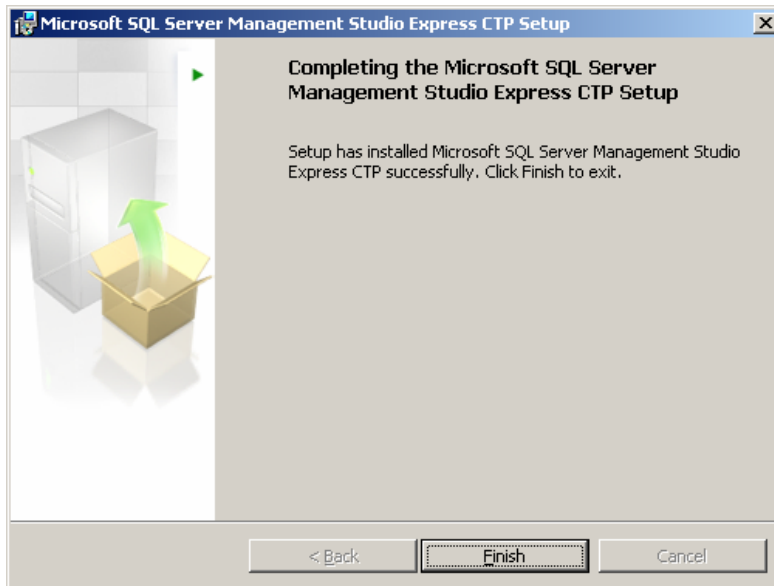 Microsoft SQL Server Management Studio Express CTP Setup
Completing the Microsoft SQL Server
Management Studio Express CTP Setup
Setup has installed Microsoft SQL Server Management Studio
Express CTP successfully. Click Finish to exit.
< Back
Finish
Cancel